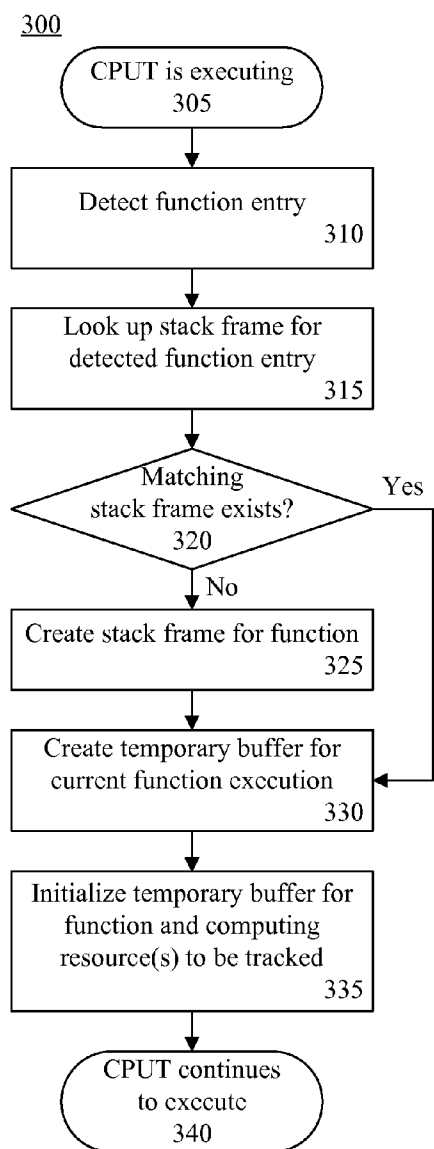 300
CPUT is executing
305
Detect function entry
310
Look up stack frame for
detected function entry
315
Matching
stack frame exists?
320
Yes
No
Create stack frame for function
325
Create temporary buffer for
current function execution
330
Initialize temporary buffer for
function and computing
resource(s) to be tracked
335
CPUT continues
to execute
340